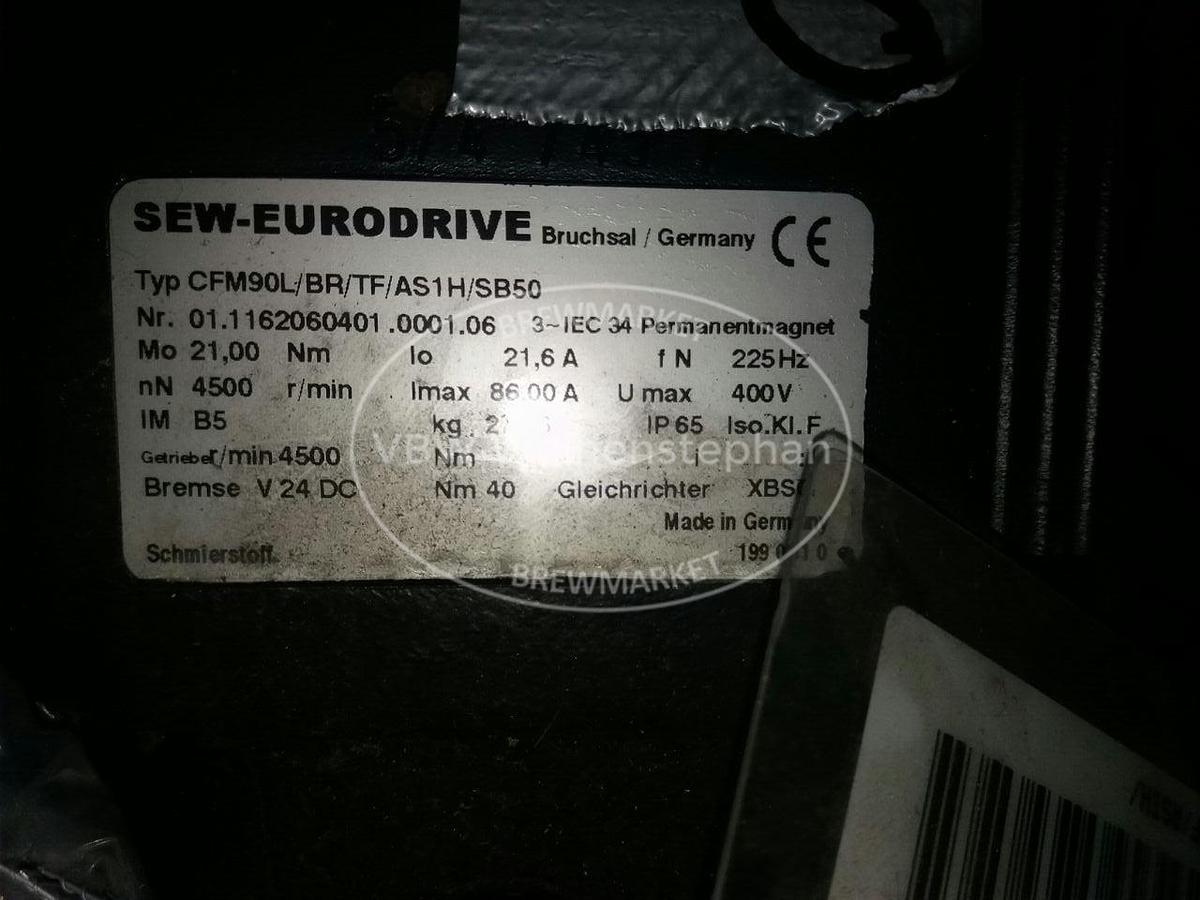 SEW-EURODRIVE Bruchsal / Germany CE
Typ CFM90L/BR/TF/AS1H/SB50
Nr. 01.1162060401.0001.06 3~IEC 34 Permanentmagnet
Mo 21,00 Nm Io 21,6 A f N 225Hz
nN 4500 r/min Imax 86.00 A U max 400V
IM B5 kg IP 65 Iso.Kl. F
Getriebe r/min 4500 Nm i
Bremse V 24 DC Nm 40 Gleichrichter
Made in
Schmierstoff
BREWMARKET
BREWMARKET